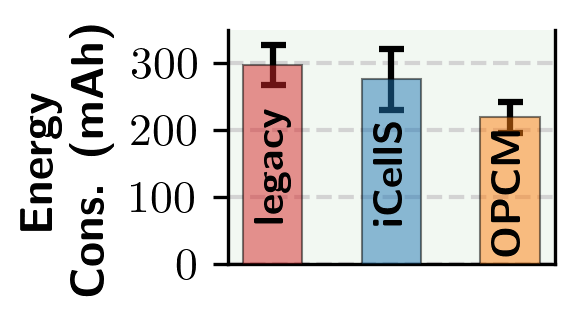 Energy
Cons. (mAh)
300
200
100
0
legacy
iCellS
OPCM